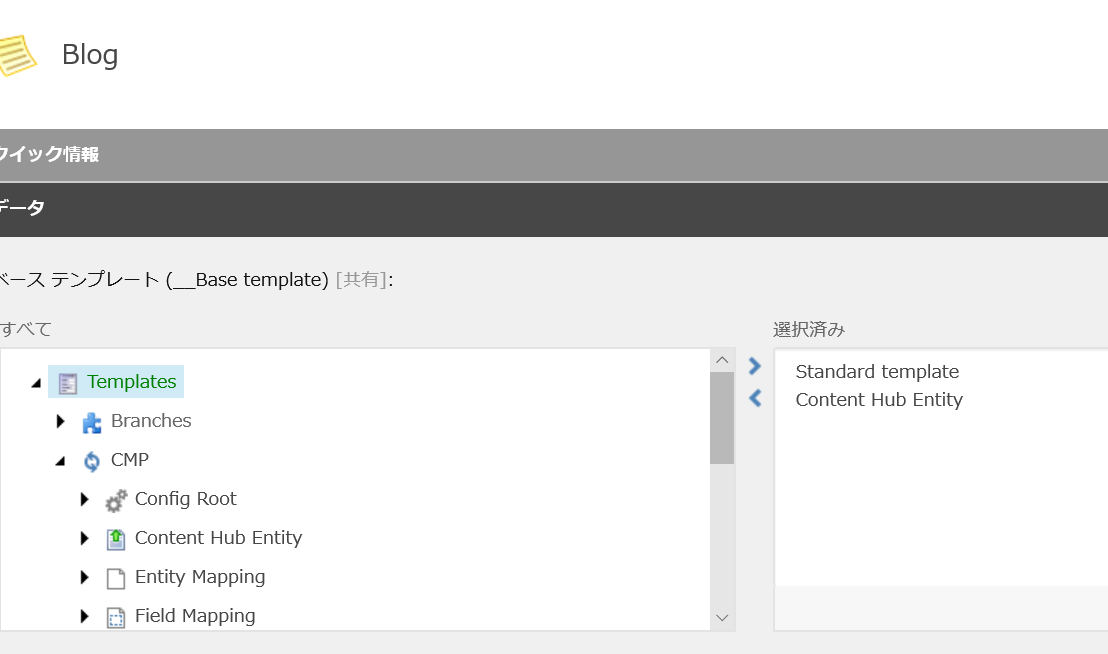 Blog
クイック情報
データ
ベース テンプレート (__Base template) [共有]:
すべて
選択済み
Templates
Branches
CMP
Config Root
Content Hub Entity
Entity Mapping
Field Mapping
Standard template
Content Hub Entity